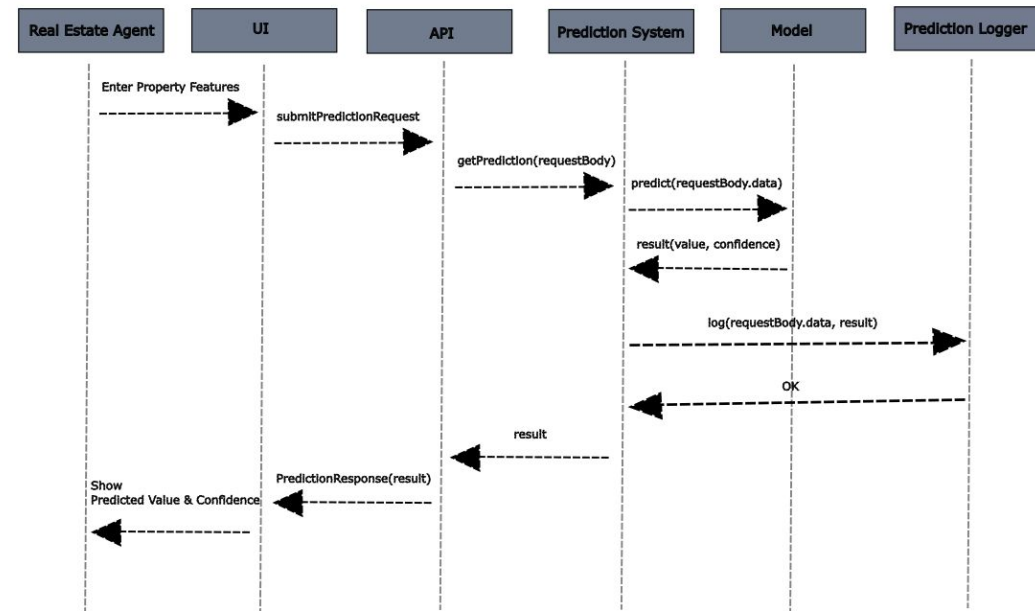 Real Estate Agent
UI
API
Prediction System
Model
Prediction Logger
Enter Property Features
submitPredictionRequest
getPrediction(requestBody)
predict(requestBody.data)
result(value, confidence)
log(requestBody.data, result)
OK
result
PredictionResponse(result)
Show
Predicted Value & Confidence